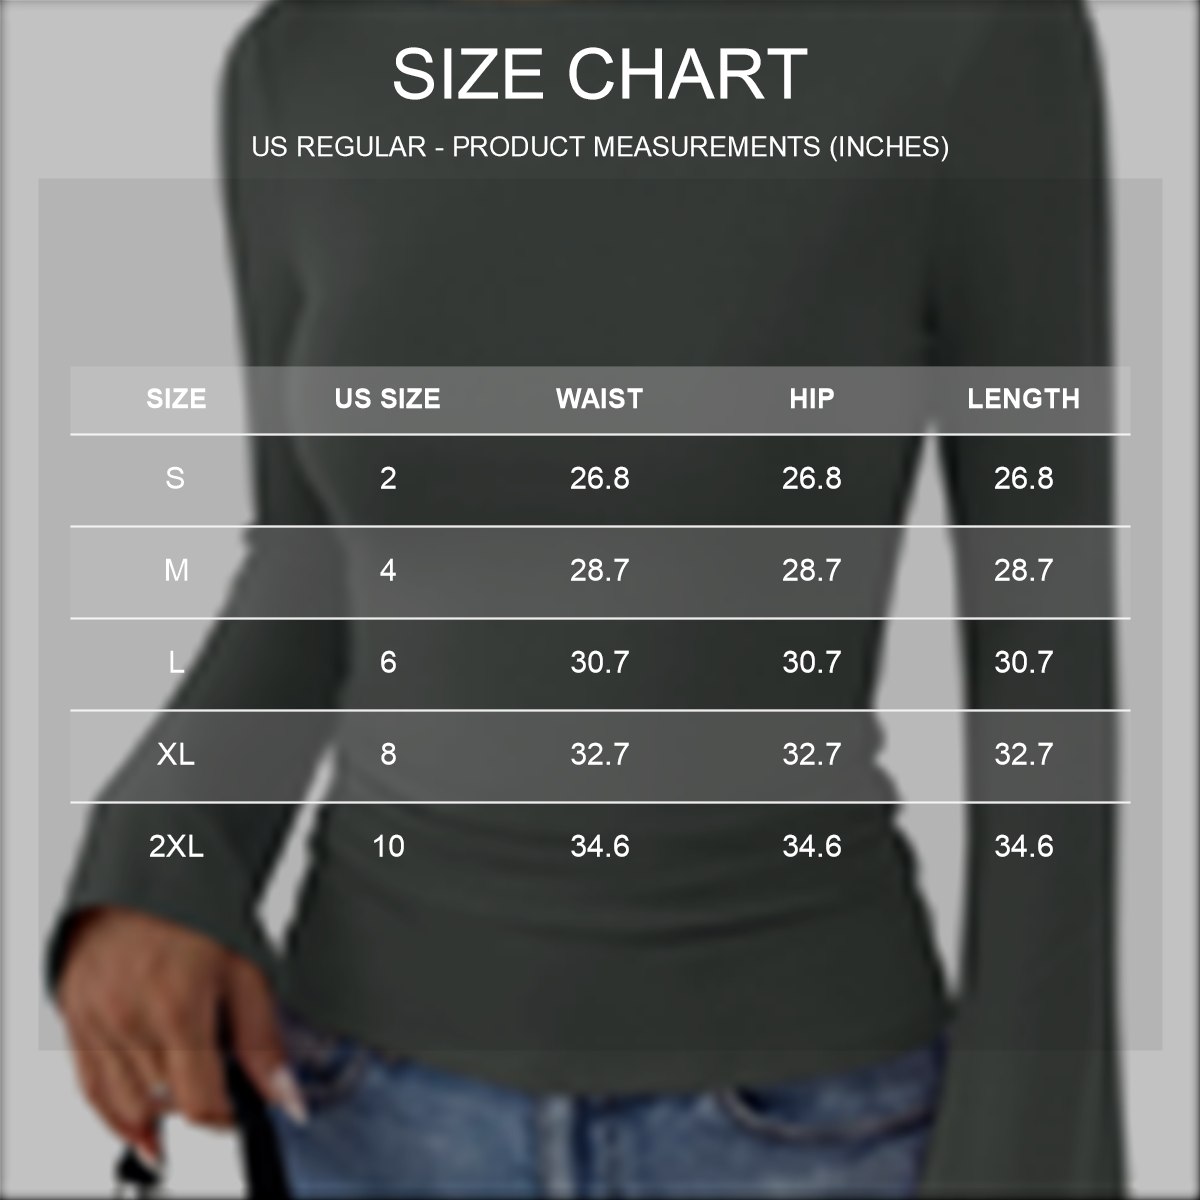 SIZE CHART
US REGULAR - PRODUCT MEASUREMENTS (INCHES)
SIZE US SIZE WAIST HIP LENGTH
S 2 26.8 26.8 26.8
M 4 28.7 28.7 28.7
L 6 30.7 30.7 30.7
XL 8 32.7 32.7 32.7
2XL 10 34.6 34.6 34.6